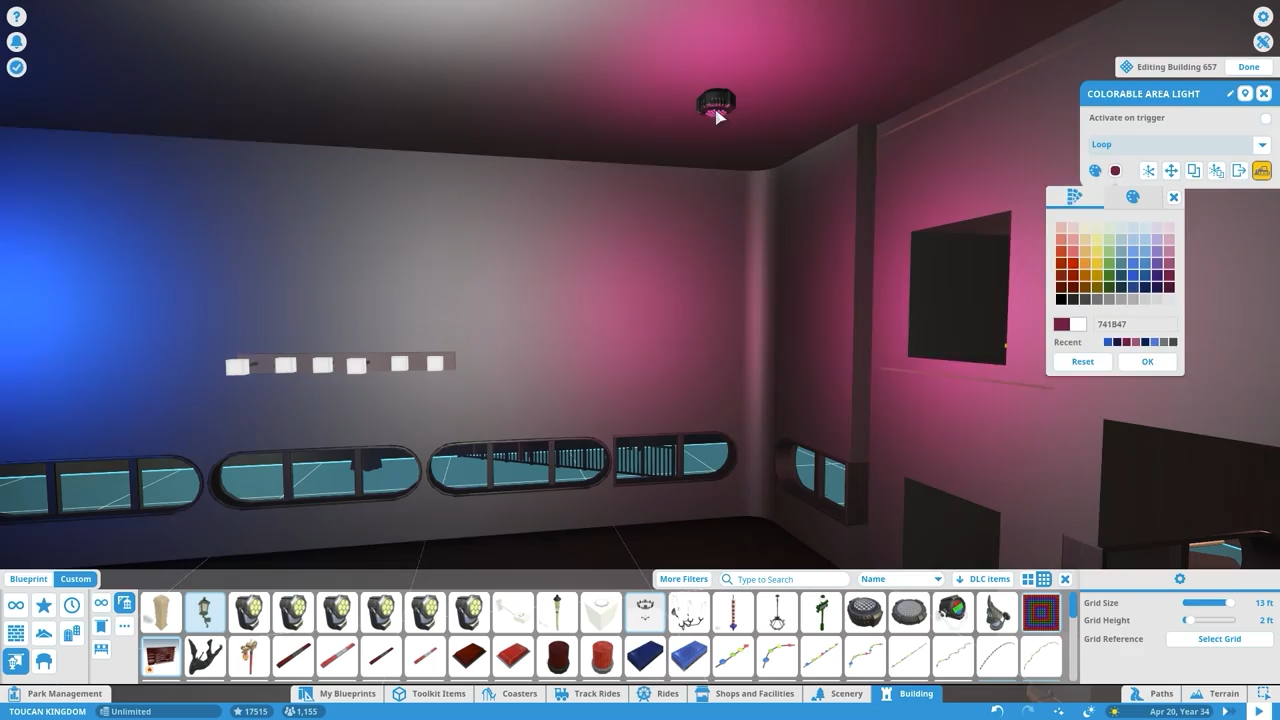 Editing Building 657 Done
COLORABLE AREA LIGHT
Activate on trigger
Loop
741B47
Recent
Reset OK
Blueprint Custom
More Filters Type to Search Name DLC items
Grid Size 13 ft
Grid Height 2 ft
Grid Reference Select Grid
Park Management My Blueprints Toolkit Items Coasters Track Rides Rides Shops and Facilities Scenery Building Paths Terrain
TOUCAN KINGDOM Unlimited 17515 1,155 Apr 20, Year 34